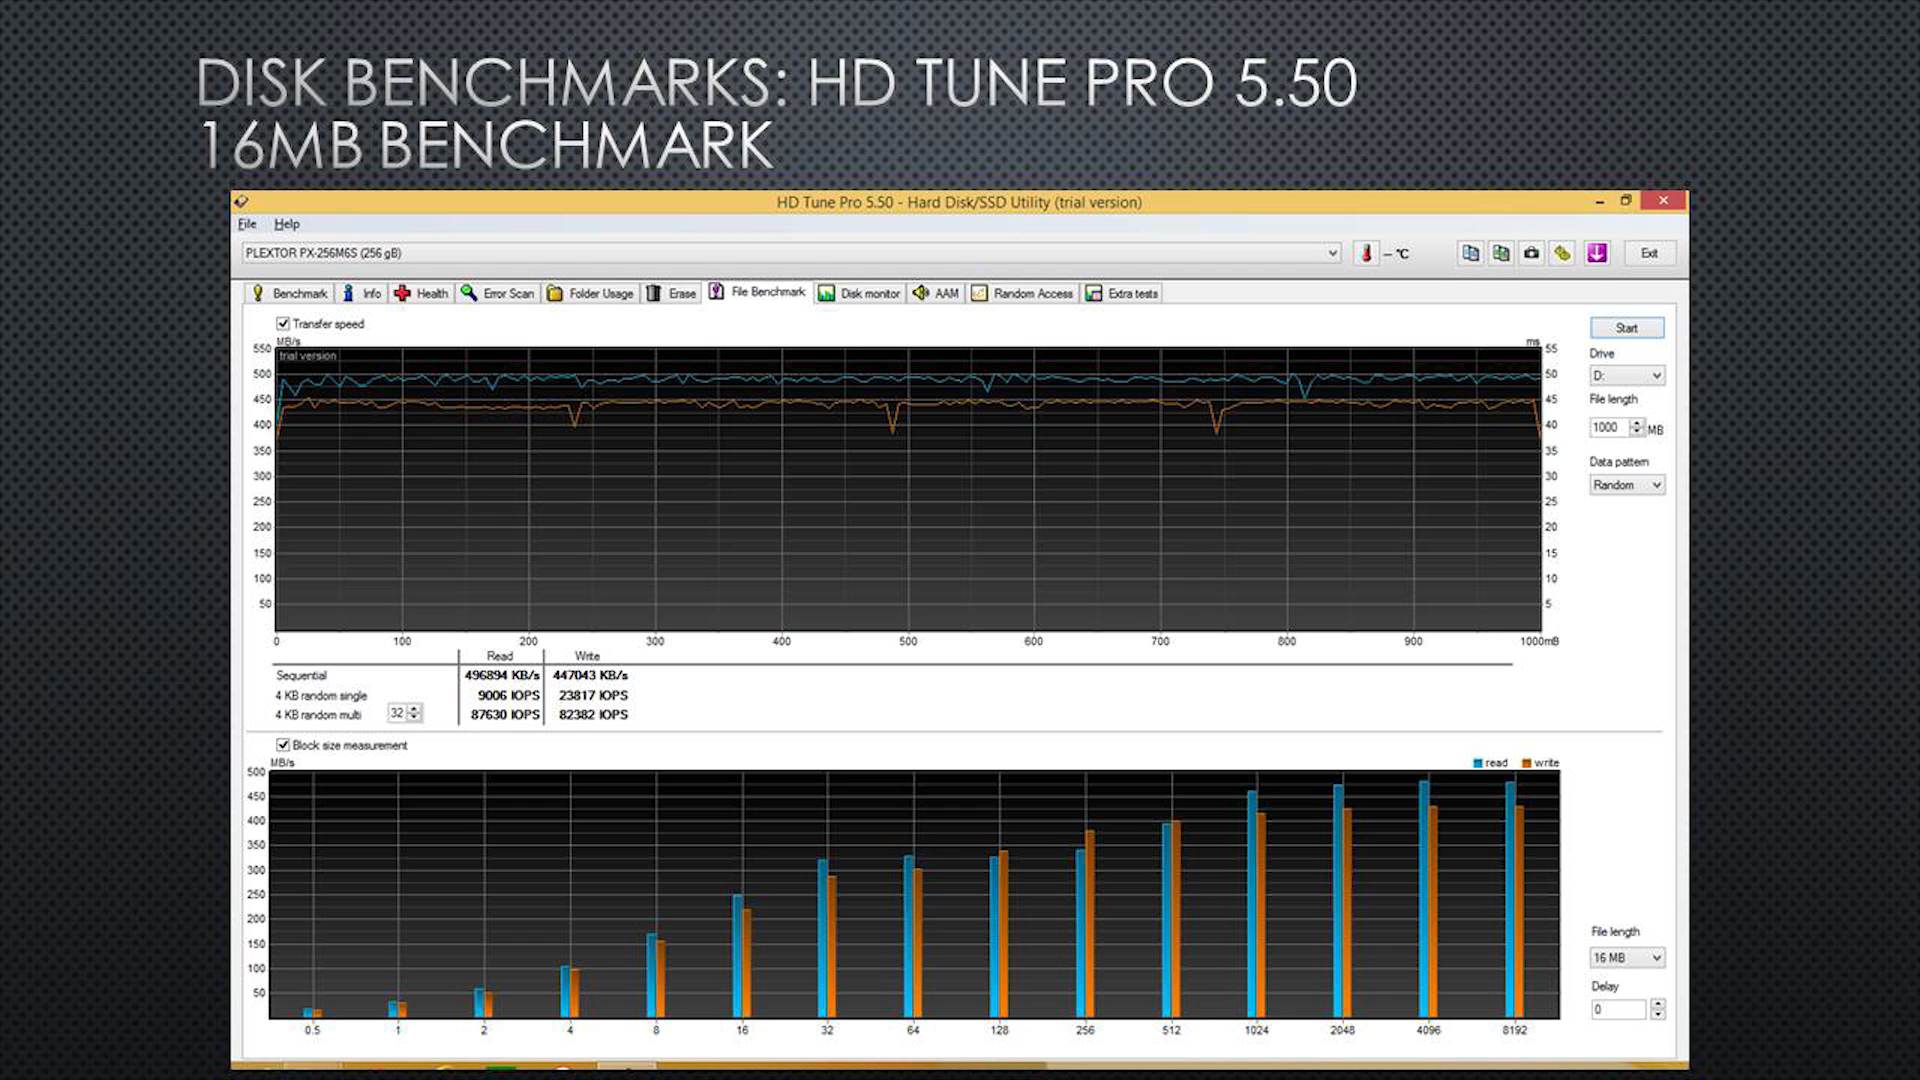 DISK BENCHMARKS: HD TUNE PRO 5.50
16MB BENCHMARK
HD Tune Pro 5.50 - Hard Disk/SSD Utility (trial version)
File Help
PLEXTOR PX-256M6S (256 gB)
– °C
Exit
Benchmark Info Health Error Scan Folder Usage Erase File Benchmark Disk monitor AAM Random Access Extra tests
Transfer speed
Start
MB/s
ms
trial version
550
500
450
400
350
300
250
200
150
100
50
55
50
45
40
35
30
25
20
15
10
5
0 100 200 300 400 500 600 700 800 900 1000mB
Drive
D:
File length
1000 MB
Data pattern
Random
Read Write
Sequential 496894 KB/s 447043 KB/s
4 KB random single 9006 IOPS 23817 IOPS
4 KB random multi 32 87630 IOPS 82382 IOPS
Block size measurement
MB/s
read write
500
450
400
350
300
250
200
150
100
50
0.5 1 2 4 8 16 32 64 128 256 512 1024 2048 4096 8192
File length
16 MB
Delay
0